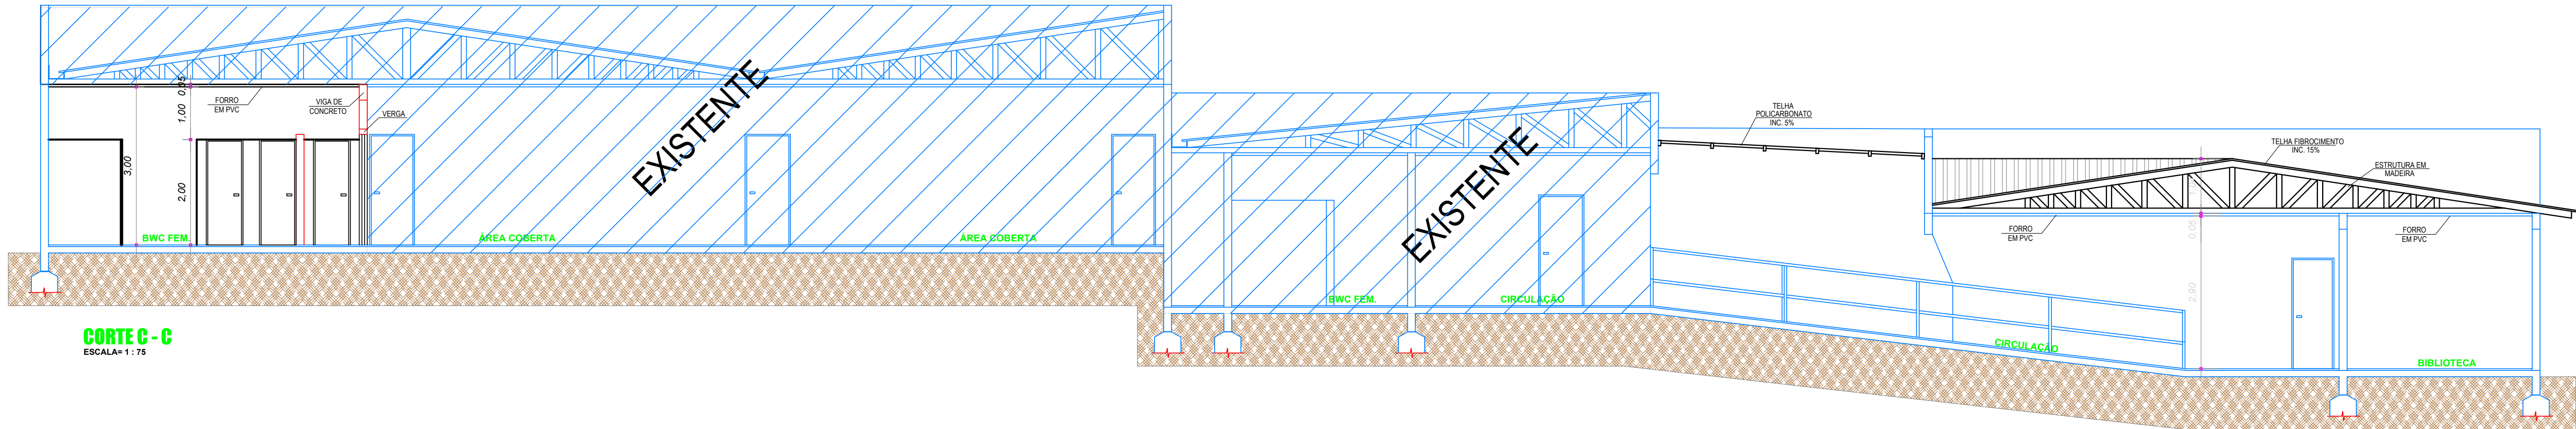 0,05
1,00
FORRO
EM PVC
VIGA DE
CONCRETO
VERGA
3,00
2,00
BWC FEM.
ÁREA COBERTA
EXISTENTE
ÁREA COBERTA
EXISTENTE
BWC FEM.
CIRCULAÇÃO
TELHA
POLICARBONATO
INC. 5%
TELHA FIBROCIMENTO
INC. 15%
ESTRUTURA EM
MADEIRA
FORRO
EM PVC
0,05
FORRO
EM PVC
2,90
CIRCULAÇÃO
BIBLIOTECA
CORTE C - C
ESCALA= 1 : 75